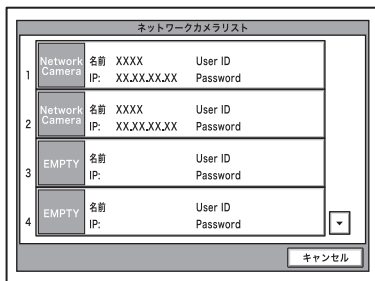 ネットワークカメラリスト
1 Network Camera 名前 XXXX User ID
IP: XX.XX.XX.XX Password
2 Network Camera 名前 XXXX User ID
IP: XX.XX.XX.XX Password
3 EMPTY 名前 User ID
IP: Password
4 EMPTY 名前 User ID
IP: Password
キャンセル